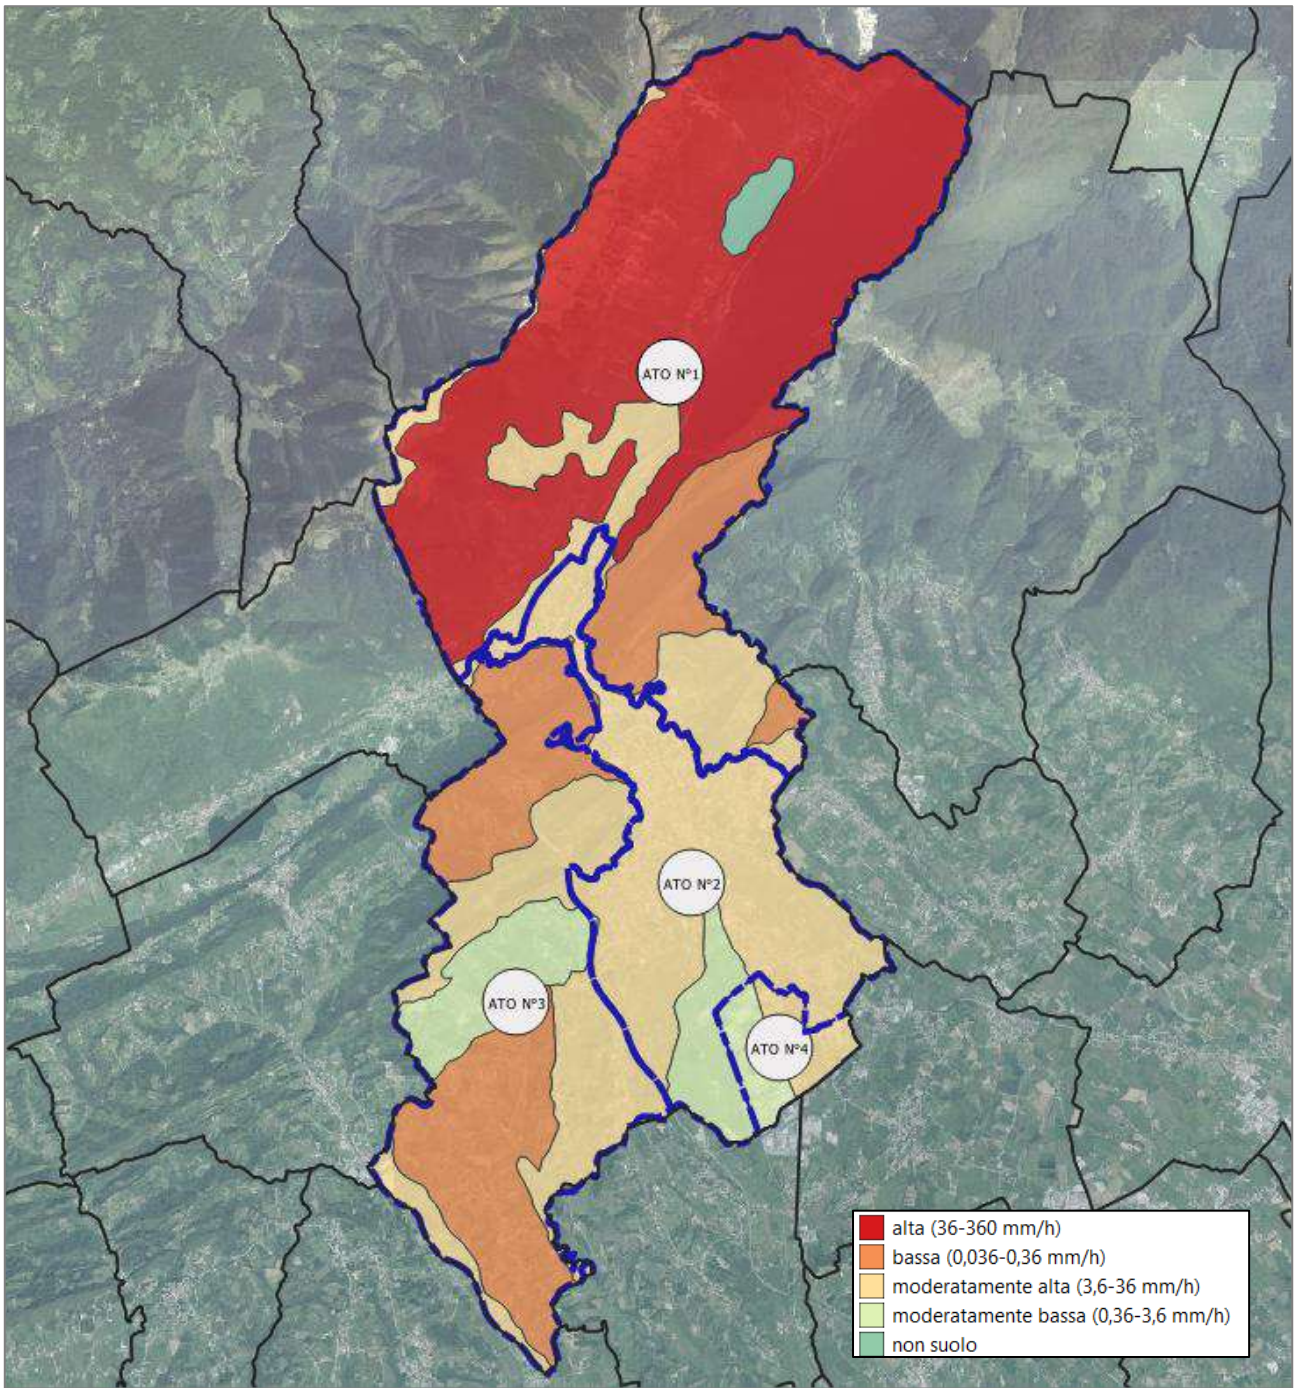 ATO N°1
ATO N°2
ATO N°3
ATO N°4
alta (36-360 mm/h)
bassa (0,036-0,36 mm/h)
moderatamente alta (3,6-36 mm/h)
moderatamente bassa (0,36-3,6 mm/h)
non suolo